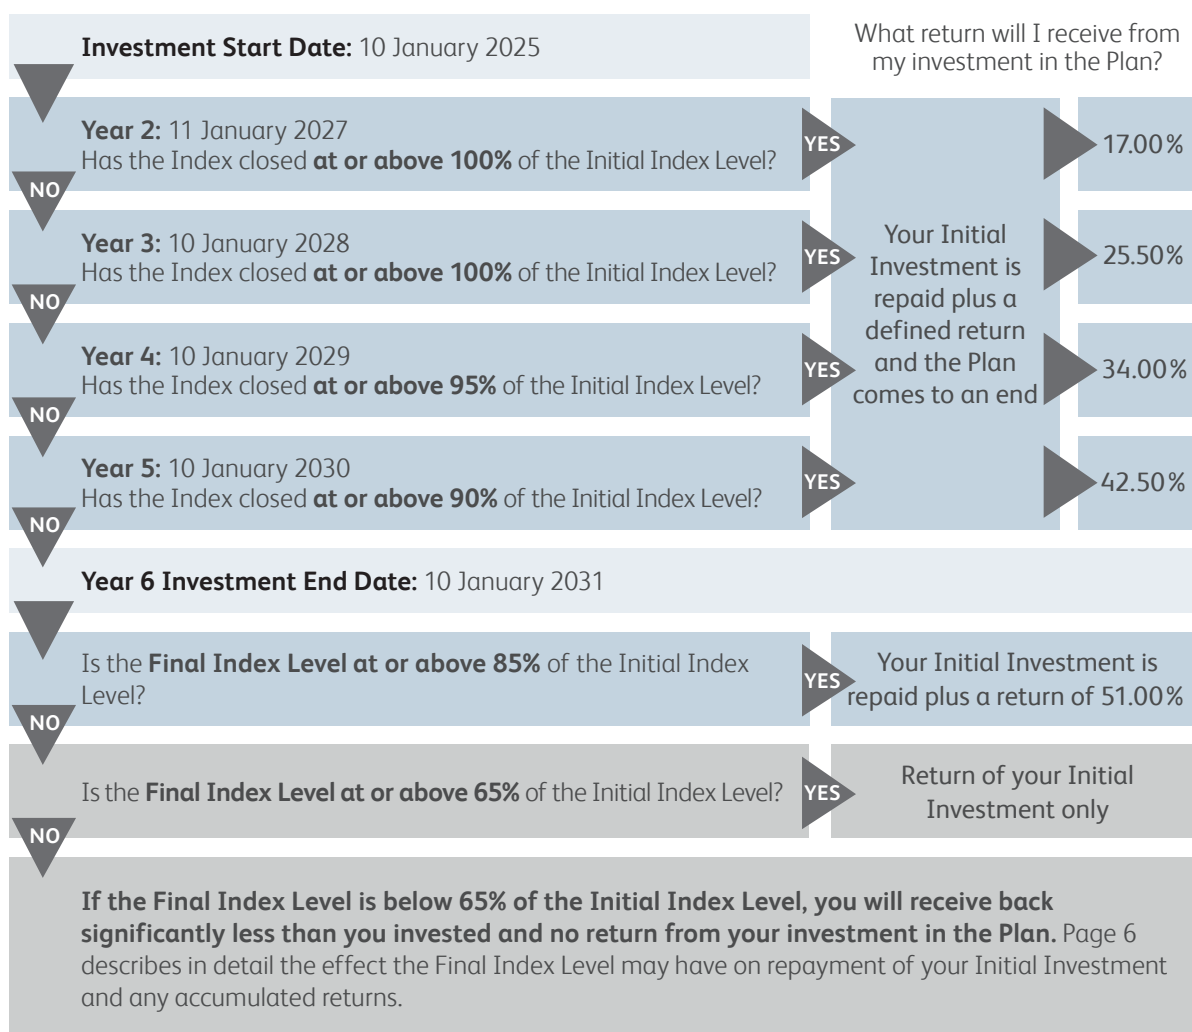 Investment Start Date: 10 January 2025
What return will I receive from
my investment in the Plan?
Year 2: 11 January 2027
Has the Index closed at or above 100% of the Initial Index Level?
YES
17.00%
NO
Year 3: 10 January 2028
Has the Index closed at or above 100% of the Initial Index Level?
YES
25.50%
NO
Year 4: 10 January 2029
Has the Index closed at or above 95% of the Initial Index Level?
YES
34.00%
NO
Year 5: 10 January 2030
Has the Index closed at or above 90% of the Initial Index Level?
YES
42.50%
NO
Your Initial
Investment is
repaid plus a
defined return
and the Plan
comes to an end
Year 6 Investment End Date: 10 January 2031
Is the Final Index Level at or above 85% of the Initial Index
Level?
YES
Your Initial Investment is
repaid plus a return of 51.00%
NO
Is the Final Index Level at or above 65% of the Initial Index Level?
YES
Return of your Initial
Investment only
NO
If the Final Index Level is below 65% of the Initial Index Level, you will receive back
significantly less than you invested and no return from your investment in the Plan. Page 6
describes in detail the effect the Final Index Level may have on repayment of your Initial Investment
and any accumulated returns.